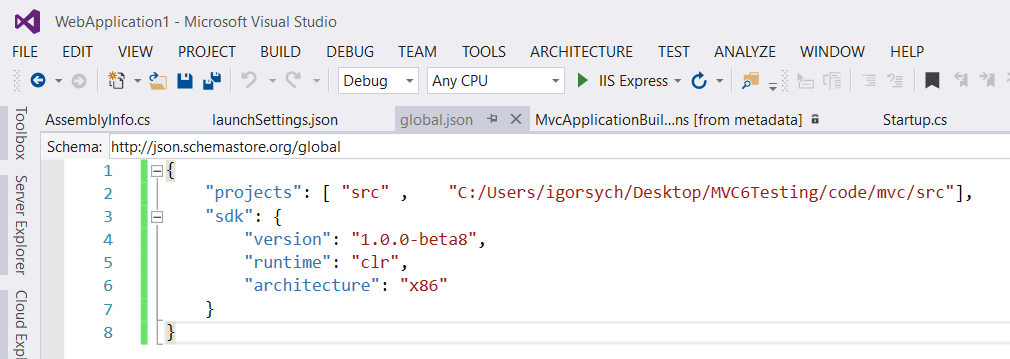 WebApplication1 - Microsoft Visual Studio
FILE EDIT VIEW PROJECT BUILD DEBUG TEAM TOOLS ARCHITECTURE TEST ANALYZE WINDOW HELP
Debug Any CPU IIS Express
AssemblyInfo.cs launchSettings.json global.json MvcApplicationBuil...ns [from metadata] Startup.cs
Schema: http://json.schemastore.org/global
1 {
2 "projects": [ "src" , "C:/Users/igorsych/Desktop/MVC6Testing/code/mvc/src"],
3 "sdk": {
4 "version": "1.0.0-beta8",
5 "runtime": "clr",
6 "architecture": "x86"
7 }
8 }
Toolbox
Server Explorer
Cloud Expl